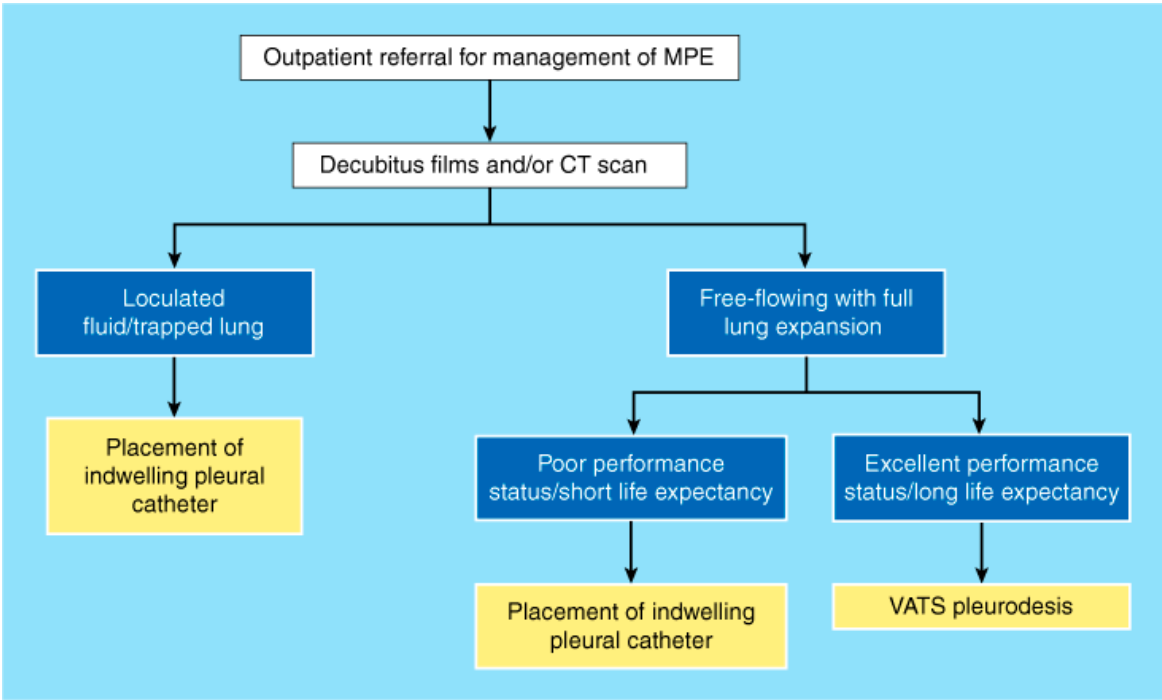 Outpatient referral for management of MPE
Decubitus films and/or CT scan
Loculated
fluid/trapped lung
Free-flowing with full
lung expansion
Placement of
indwelling pleural
catheter
Poor performance
status/short life expectancy
Excellent performance
status/long life expectancy
Placement of indwelling
pleural catheter
VATS pleurodesis